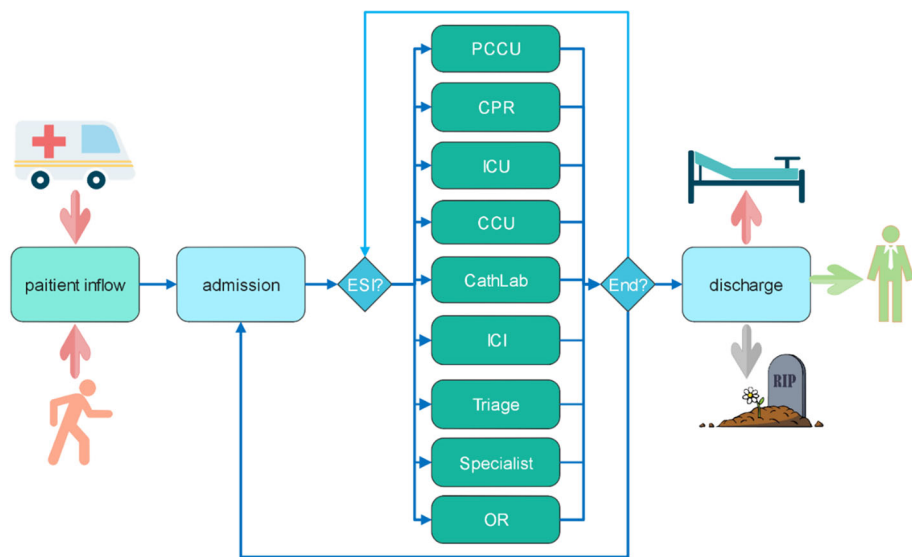 PCCU
CPR
ICU
CCU
paitient inflow
admission
ESI?
CathLab
End?
discharge
ICI
Triage
RIP
Specialist
OR